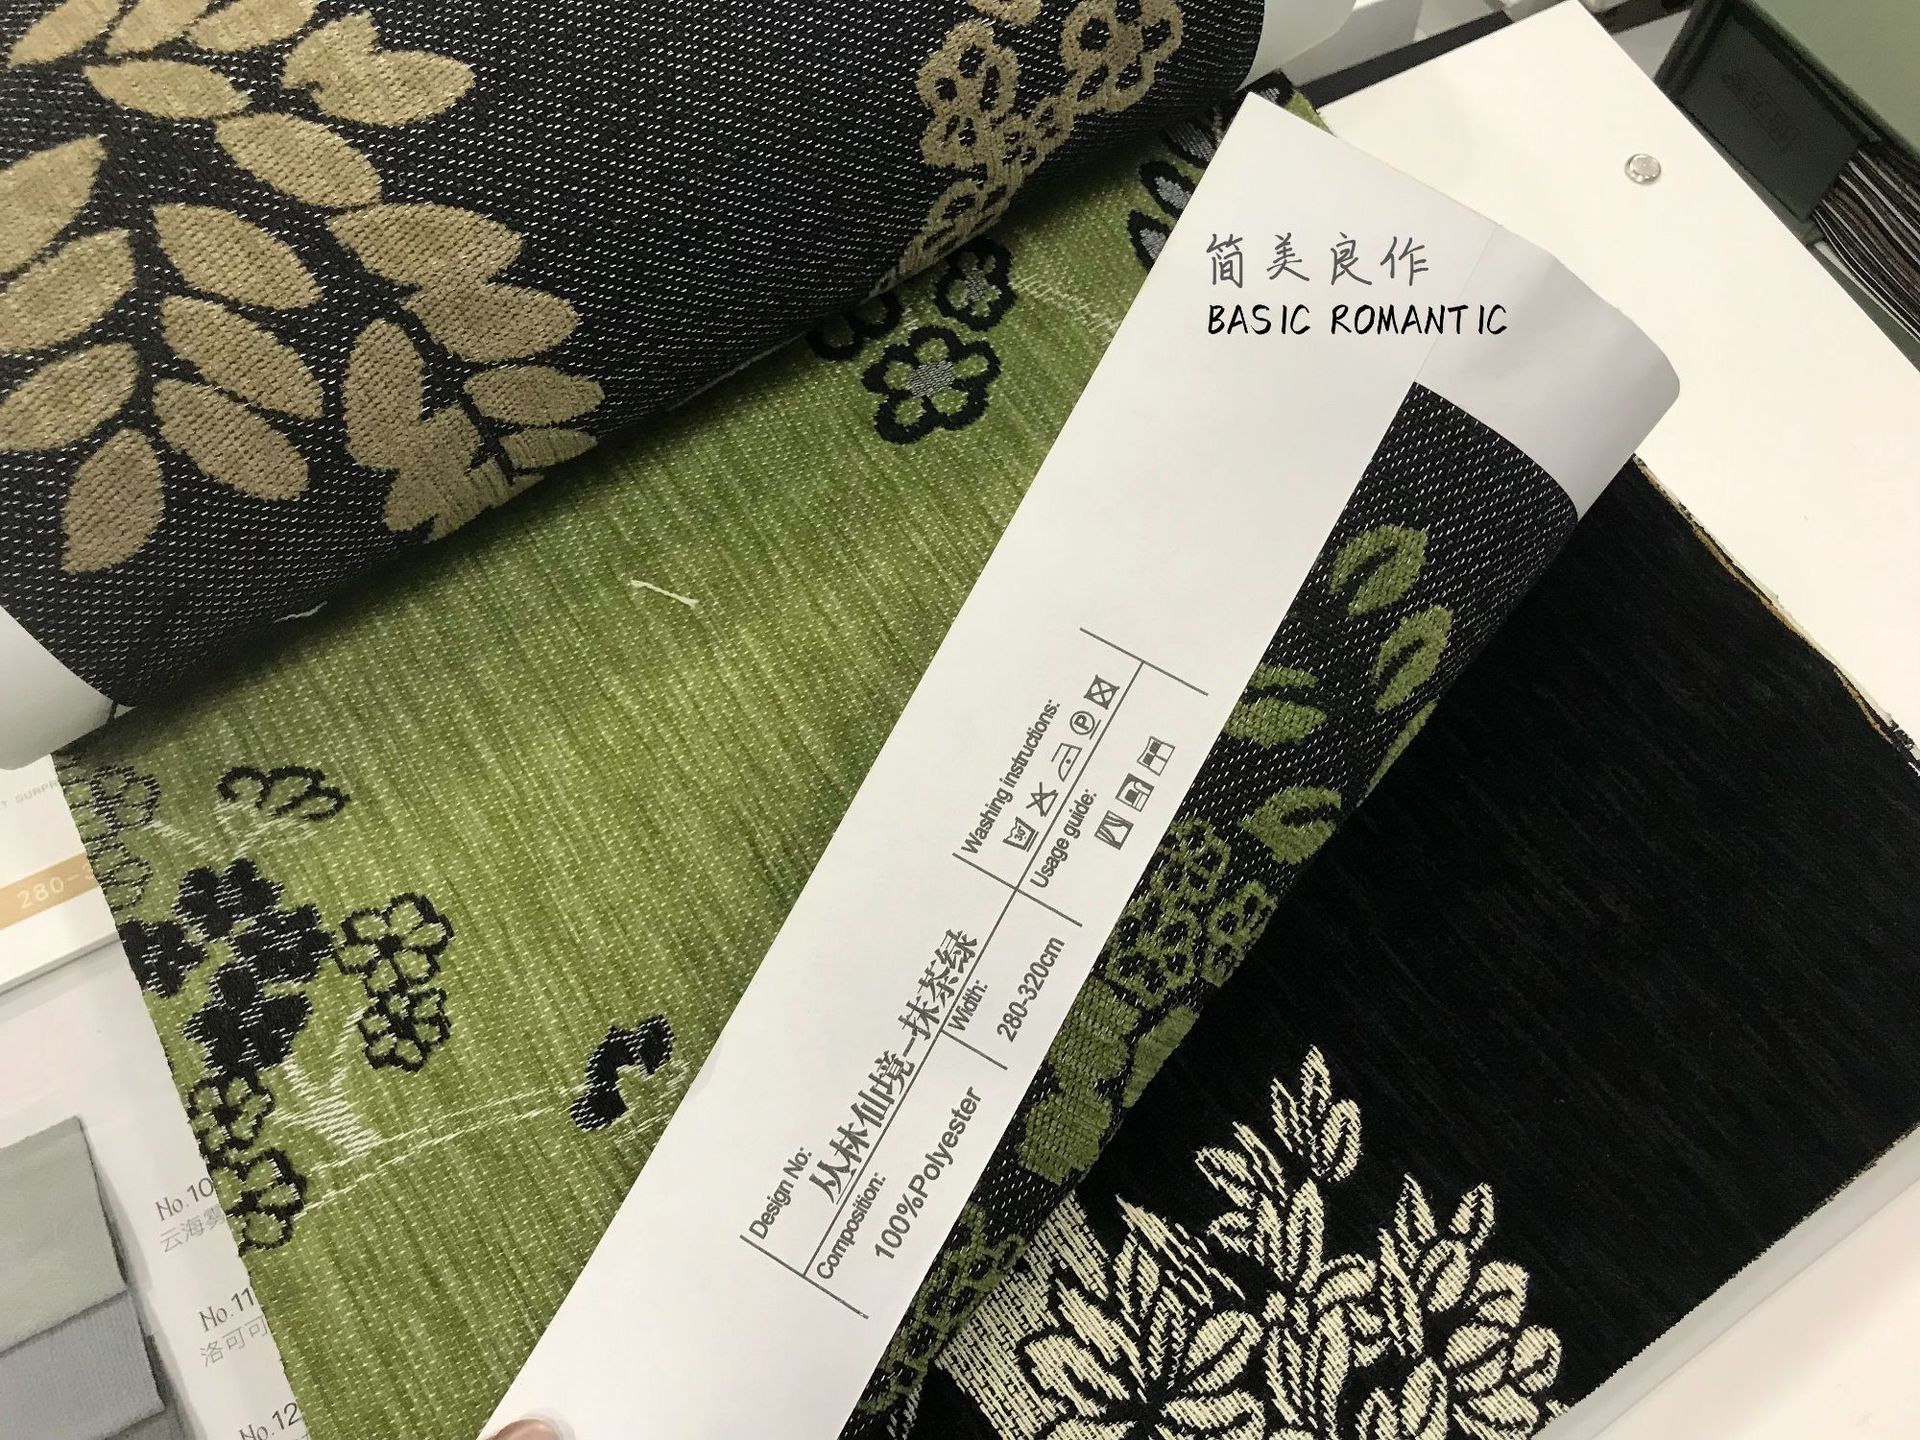 简美良作
BASIC ROMANTIC
Design No:
丛林仙境-抹茶绿
Composition:
100%Polyester
Width:
280-320cm
Washing instructions:
30
P
Usage guide:
280-
No.10
云海雾
No.11
洛可可
No.12